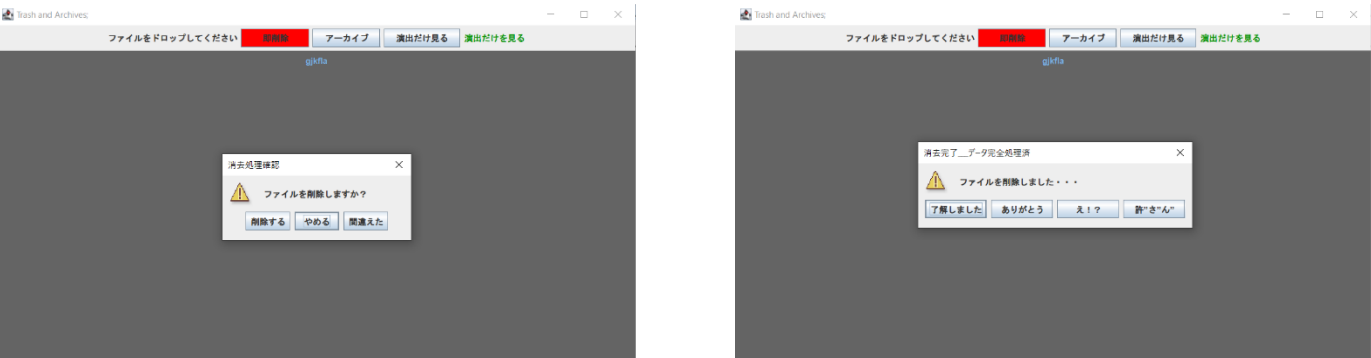 Trash and Archives;
ファイルをドロップしてください 即削除 アーカイブ 演出だけ見る 演出だけを見る
gjkfla
消去処理確認
ファイルを削除しますか?
削除する やめる 間違えた
Trash and Archives;
ファイルをドロップしてください 即削除 アーカイブ 演出だけ見る 演出だけを見る
gjkfla
消去完了__データ完全処理済
ファイルを削除しました・・・
了解しました ありがとう え!? 許"さ"ん"